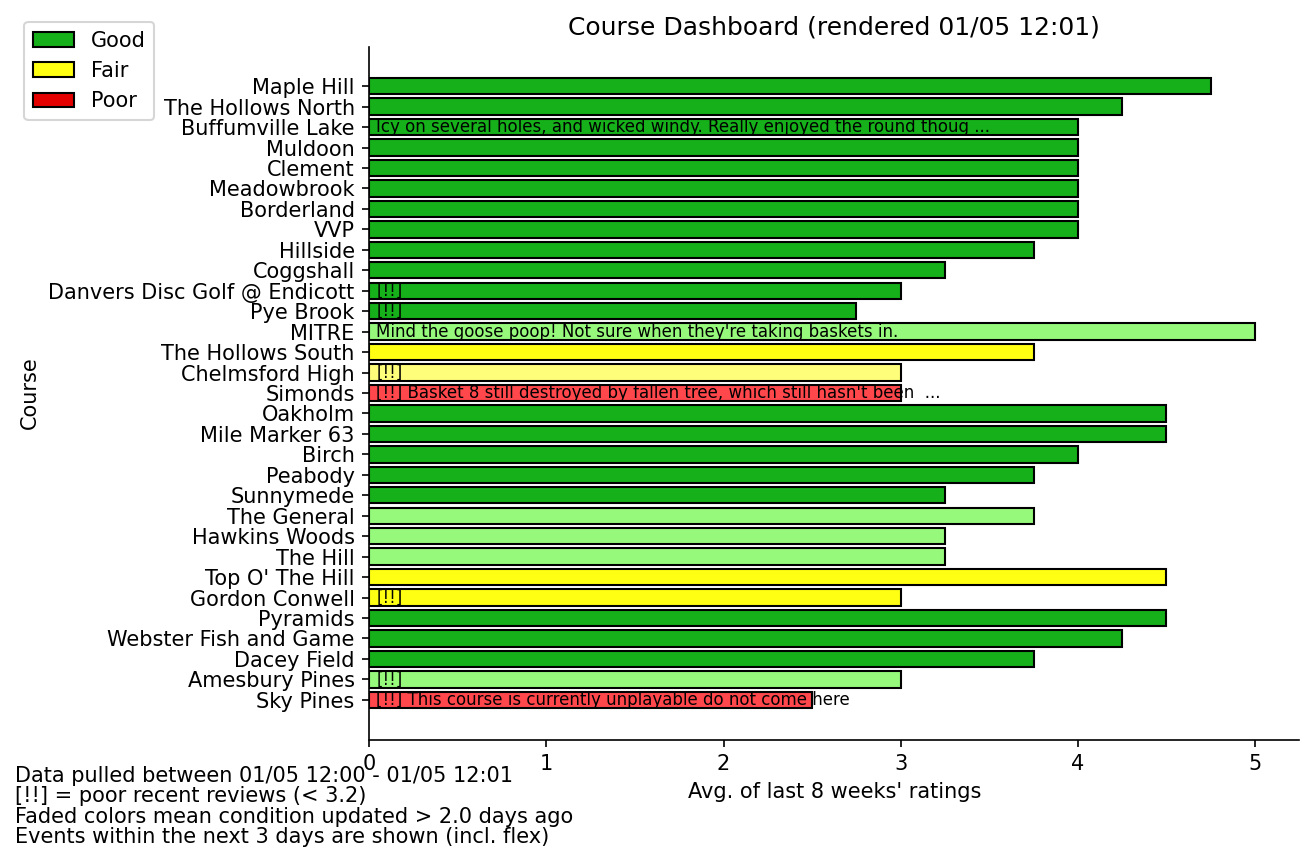 Course Dashboard (rendered 01/05 12:01)
Good
Fair
Poor
Course
Maple Hill
The Hollows North
Buffumville Lake Icy on several holes, and wicked windy. Really enjoyed the round thoug ...
Muldoon
Clement
Meadowbrook
Borderland
VVP
Hillside
Coggshall
Danvers Disc Golf @ Endicott [!!]
Pye Brook [!!]
MITRE Mind the goose poop! Not sure when they're taking baskets in.
The Hollows South
Chelmsford High [!!]
Simonds [!!] Basket 8 still destroyed by fallen tree, which still hasn't been ...
Oakholm
Mile Marker 63
Birch
Peabody
Sunnymede
The General
Hawkins Woods
The Hill
Top O' The Hill
Gordon Conwell [!!]
Pyramids
Webster Fish and Game
Dacey Field
Amesbury Pines [!!]
Sky Pines [!!] This course is currently unplayable do not come here
0 1 2 3 4 5
Avg. of last 8 weeks' ratings
Data pulled between 01/05 12:00 - 01/05 12:01
[!!] = poor recent reviews (< 3.2)
Faded colors mean condition updated > 2.0 days ago
Events within the next 3 days are shown (incl. flex)